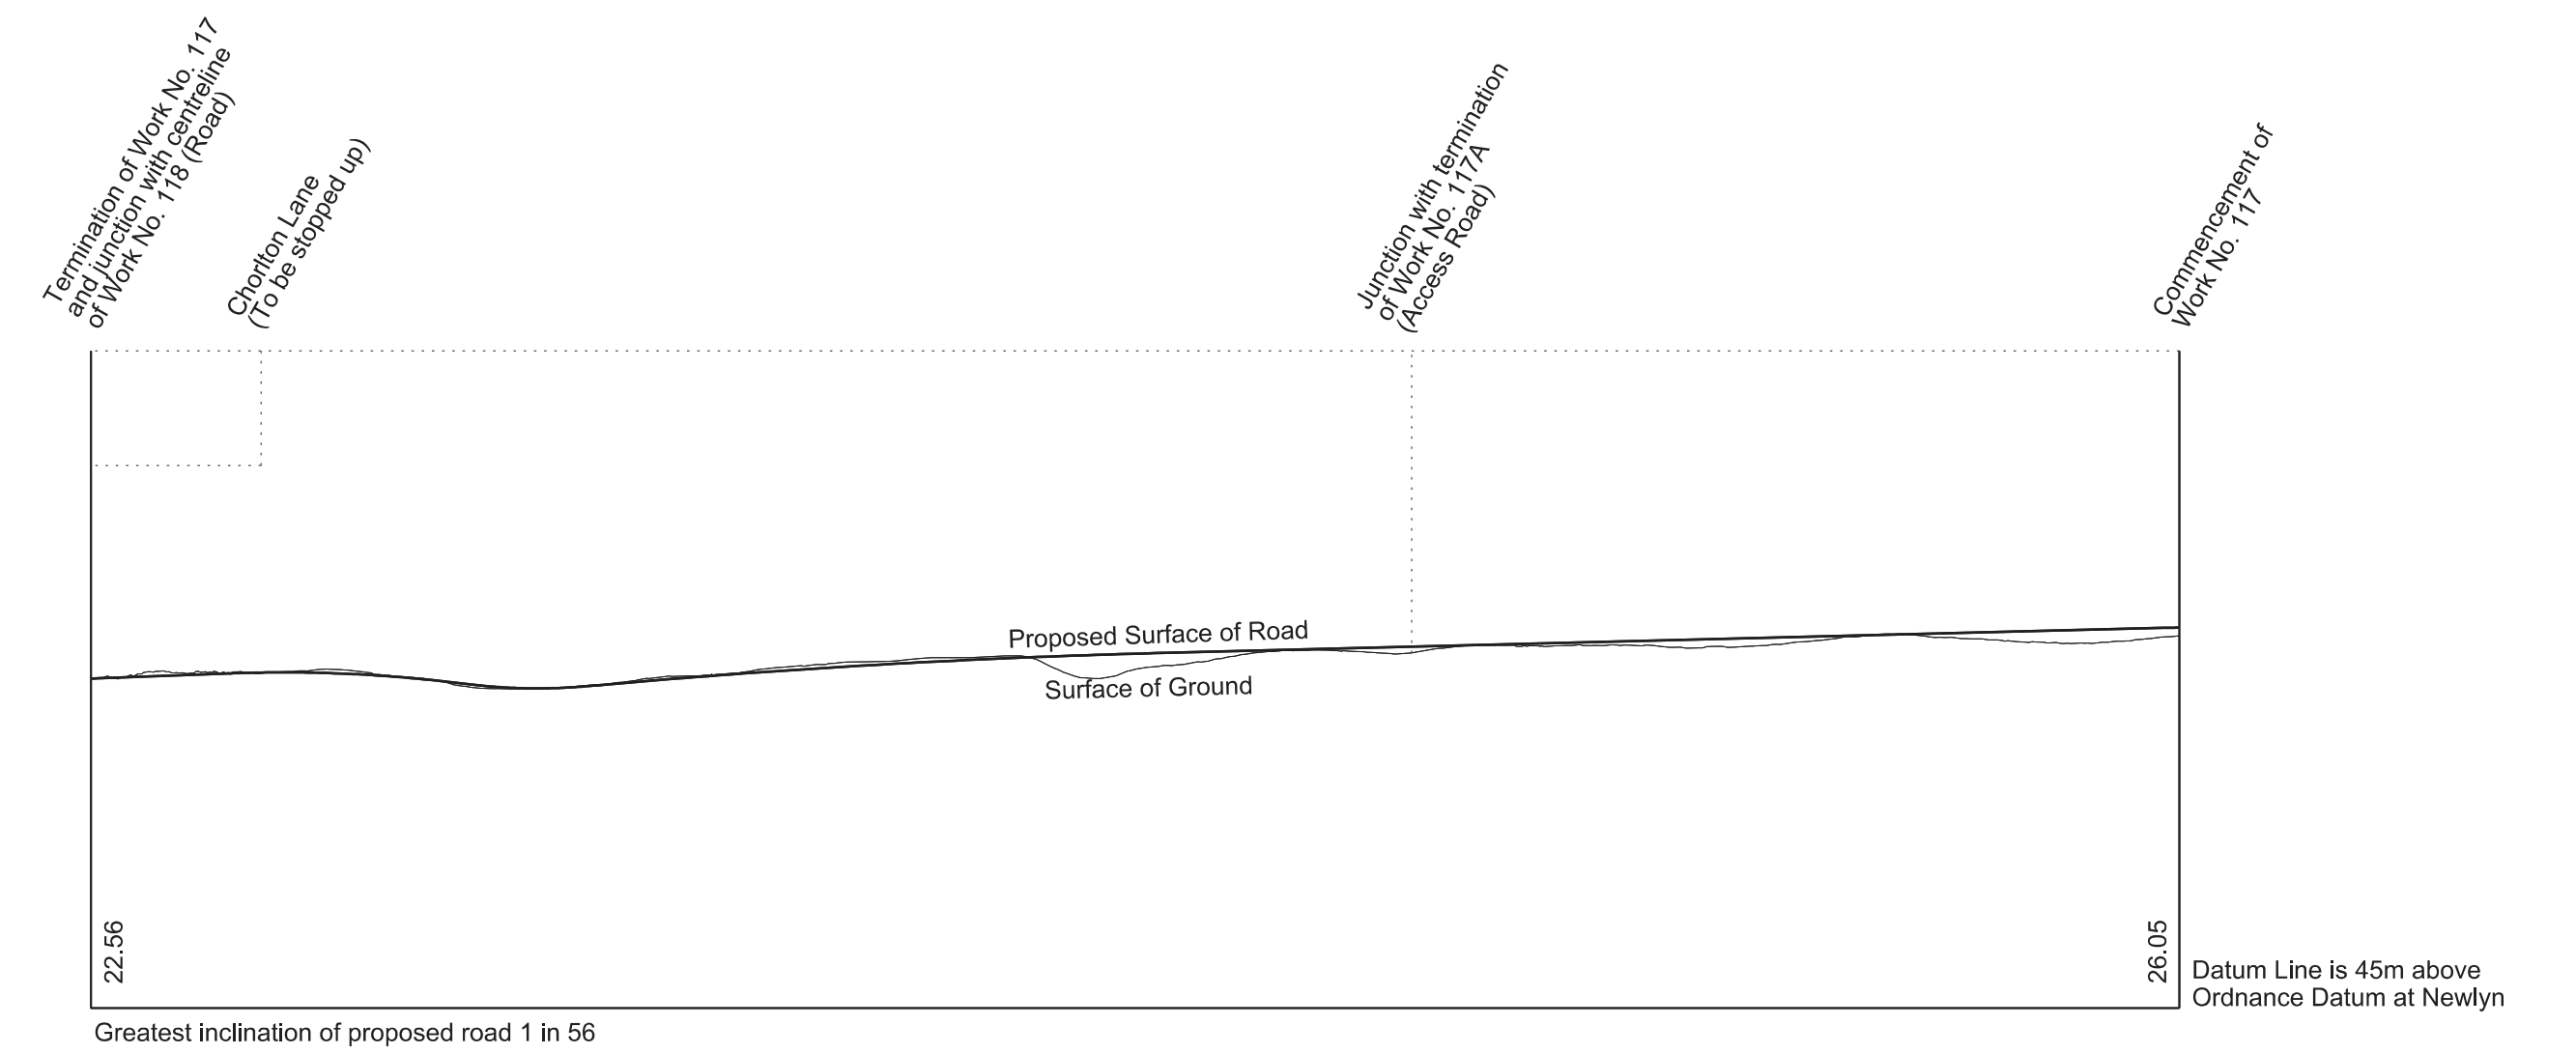 Termination of Work No. 117
and junction with centreline
of Work No. 118 (Road)
Chorlton Lane
(To be stopped up)
Junction with termination
of Work No. 117A
(Access Road)
Commencement of
Work No. 117
Proposed Surface of Road
Surface of Ground
22.56
26.05
Datum Line is 45m above
Ordnance Datum at Newlyn
Greatest inclination of proposed road 1 in 56